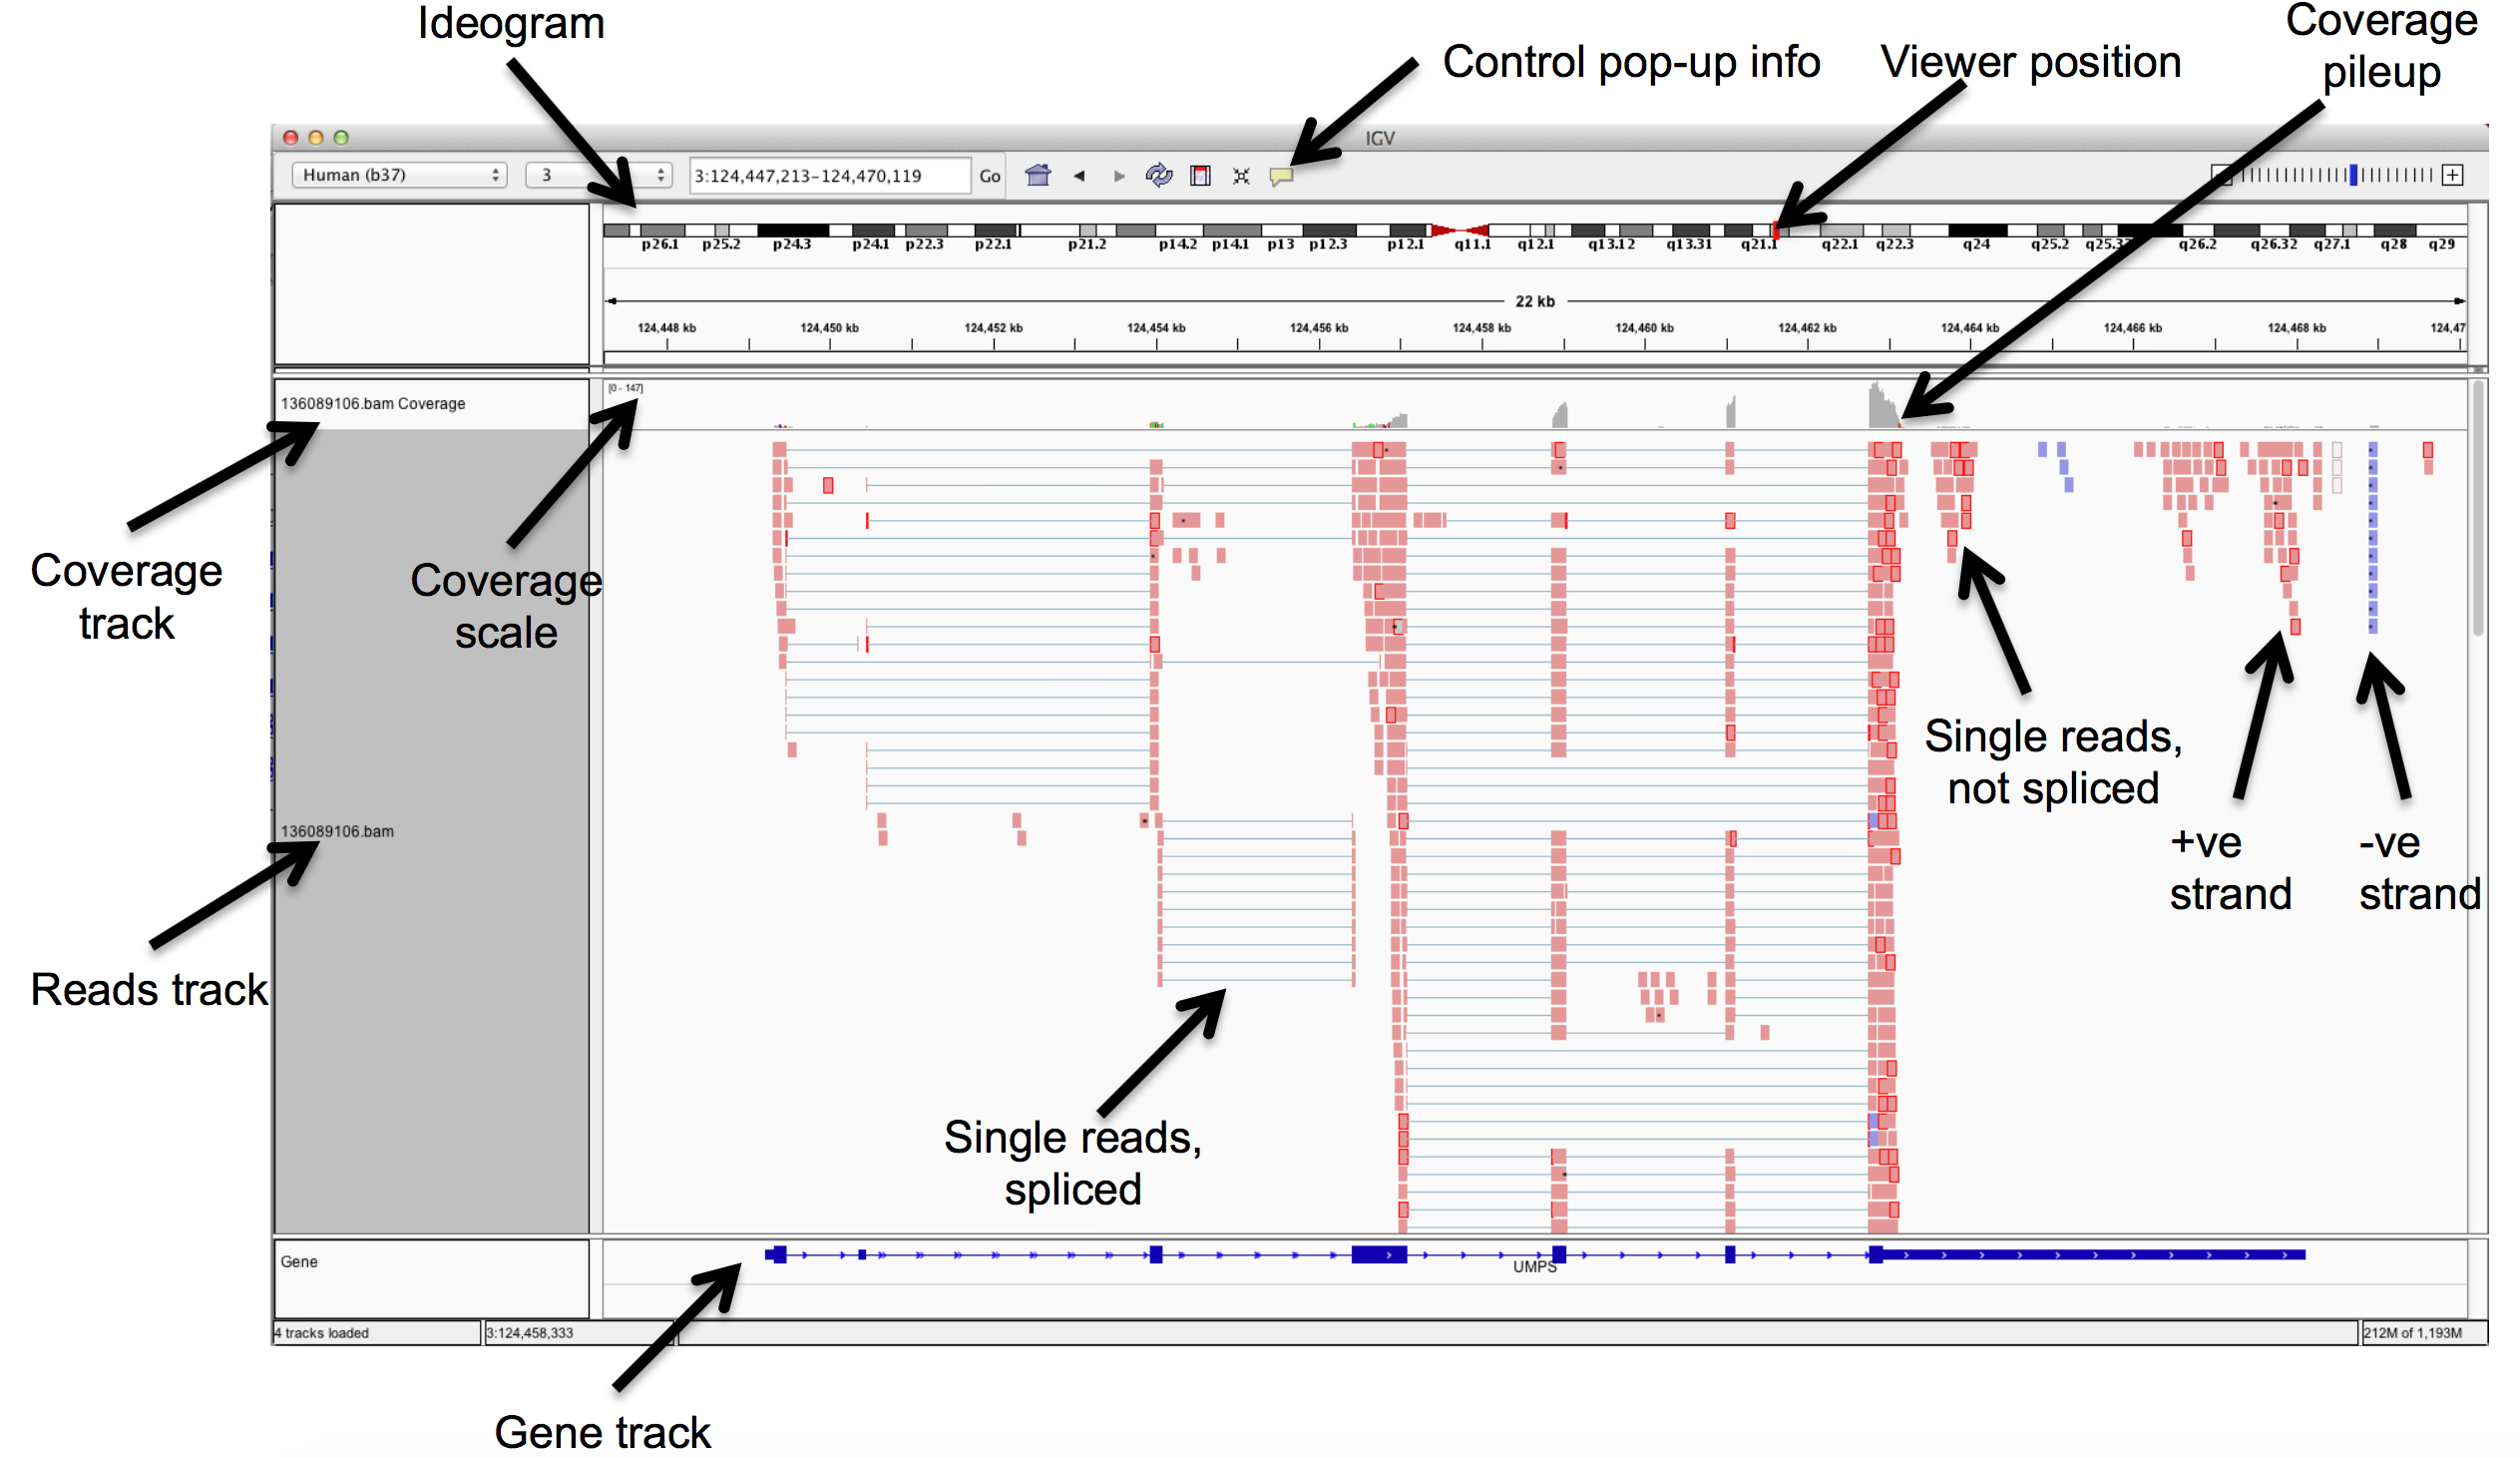 Ideogram
Control pop-up info
Viewer position
Coverage
pileup
IGV
Human (b37)
3
3:124,447,213-124,470,119
Go
p26.1 p25.2 p24.3 p24.1 p22.3 p22.1 p21.2 p14.2 p14.1 p13 p12.3 p12.1 q11.1 q12.1 q13.12 q13.31 q21.1 q22.1 q22.3 q24 q25.2 q25.3 q26.2 q26.32 q27.1 q28 q29
22 kb
124,448 kb 124,450 kb 124,452 kb 124,454 kb 124,456 kb 124,458 kb 124,460 kb 124,462 kb 124,464 kb 124,466 kb 124,468 kb 124,47
[0 - 147]
136089106.bam Coverage
Coverage
track
Coverage
scale
Single reads,
not spliced
+ve
strand
-ve
strand
136089106.bam
Reads track
Single reads,
spliced
Gene
UMPS
4 tracks loaded
3:124,458,333
212M of 1,193M
Gene track